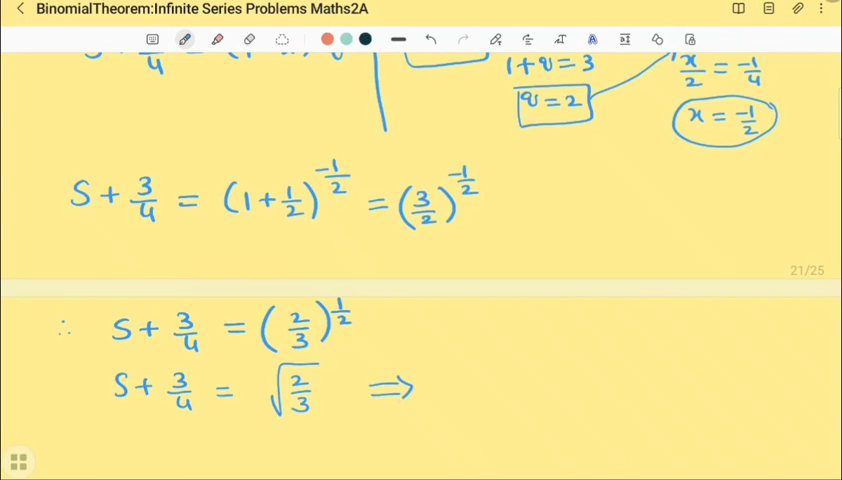 BinomialTheorem:Infinite Series Problems Maths2A
1 + q = 3
x/2 = -1/4
q = 2
x = -1/2
S + 3/4 = (1 + 1/2)^(-1/2) = (3/2)^(-1/2)
21/25
∴ S + 3/4 = (2/3)^(1/2)
S + 3/4 = √(2/3) ⟹